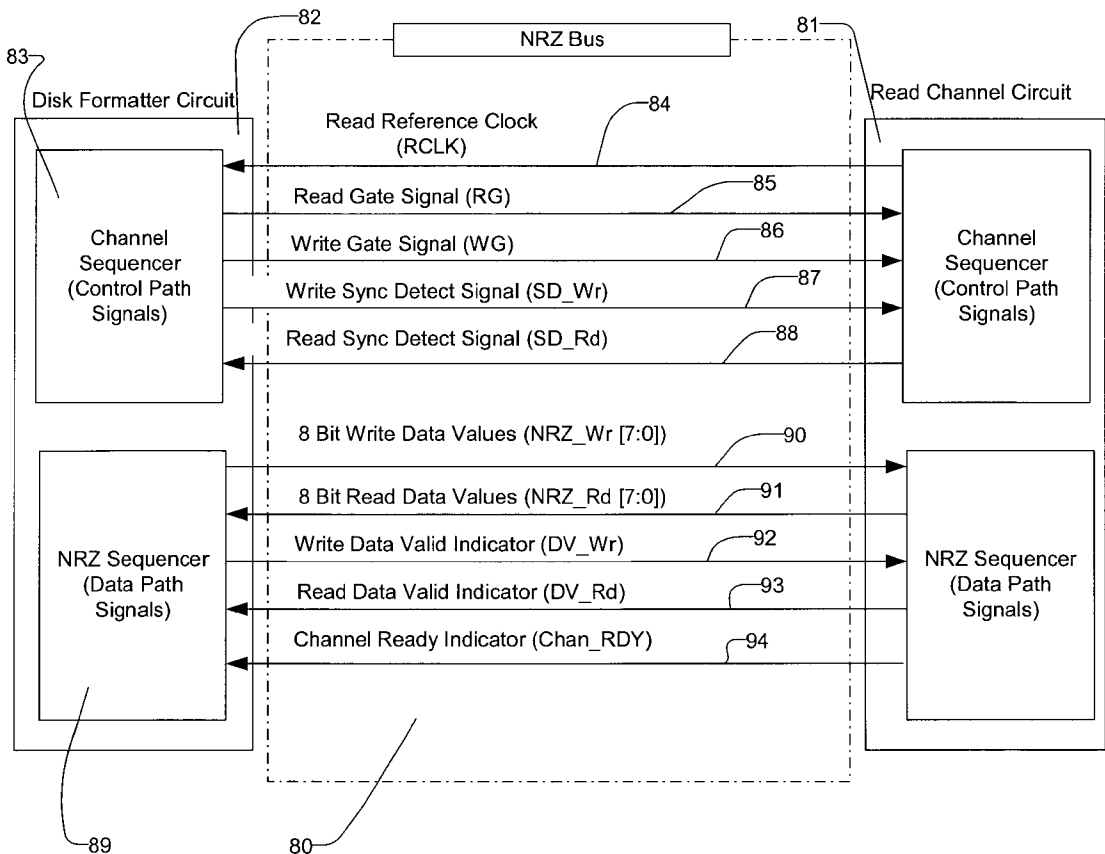 82
NRZ Bus
81
83
Disk Formatter Circuit
Read Channel Circuit
Read Reference Clock
(RCLK)
84
Read Gate Signal (RG)
85
Channel
Sequencer
(Control Path
Signals)
Write Gate Signal (WG)
86
Channel
Sequencer
(Control Path
Signals)
Write Sync Detect Signal (SD_Wr)
87
Read Sync Detect Signal (SD_Rd)
88
8 Bit Write Data Values (NRZ_Wr [7:0])
90
8 Bit Read Data Values (NRZ_Rd [7:0])
91
Write Data Valid Indicator (DV_Wr)
92
NRZ Sequencer
(Data Path
Signals)
NRZ Sequencer
(Data Path
Signals)
Read Data Valid Indicator (DV_Rd)
93
Channel Ready Indicator (Chan_RDY)
94
89
80